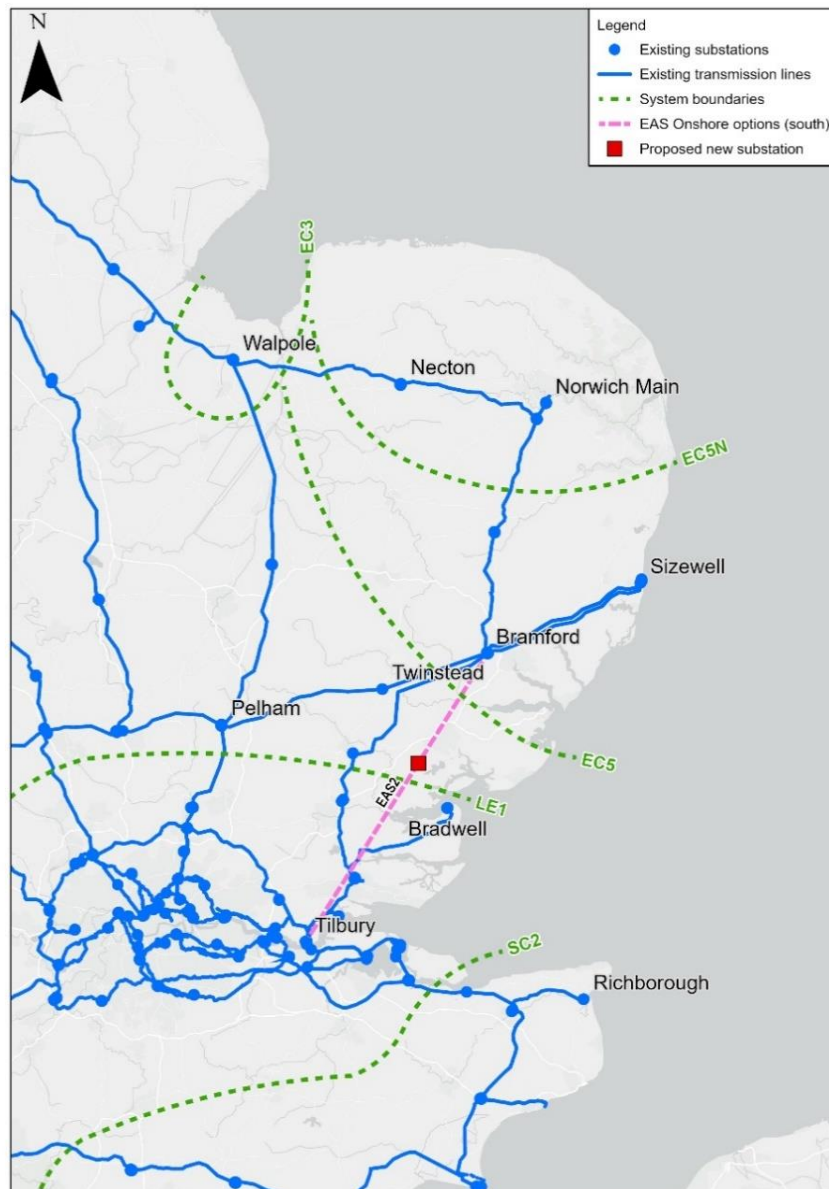 N
Legend
Existing substations
Existing transmission lines
System boundaries
EAS Onshore options (south)
Proposed new substation
EC3
Walpole
Necton
Norwich Main
EC5N
Sizewell
Bramford
Twinstead
Pelham
EC5
EAS2
LE1
Bradwell
Tilbury
SC2
Richborough